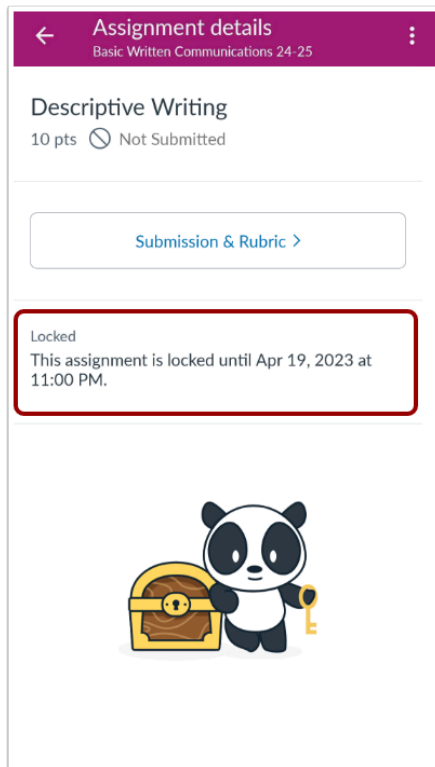 Assignment details
Basic Written Communications 24-25
Descriptive Writing
10 pts Not Submitted
Submission & Rubric >
Locked
This assignment is locked until Apr 19, 2023 at
11:00 PM.